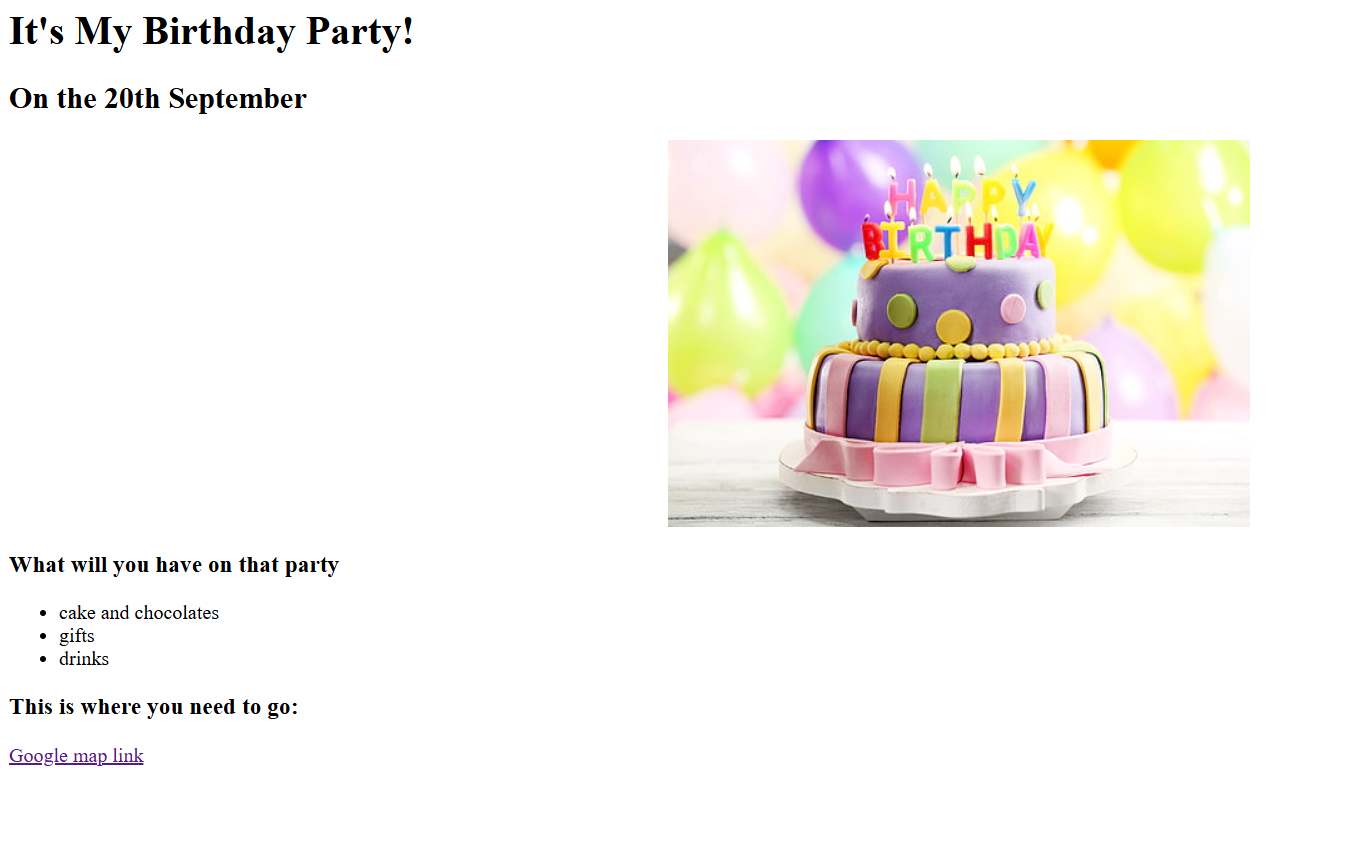 It's My Birthday Party!
On the 20th September
HAPPY
BIRTHDAY
What will you have on that party
cake and chocolates
gifts
drinks
This is where you need to go:
Google map link